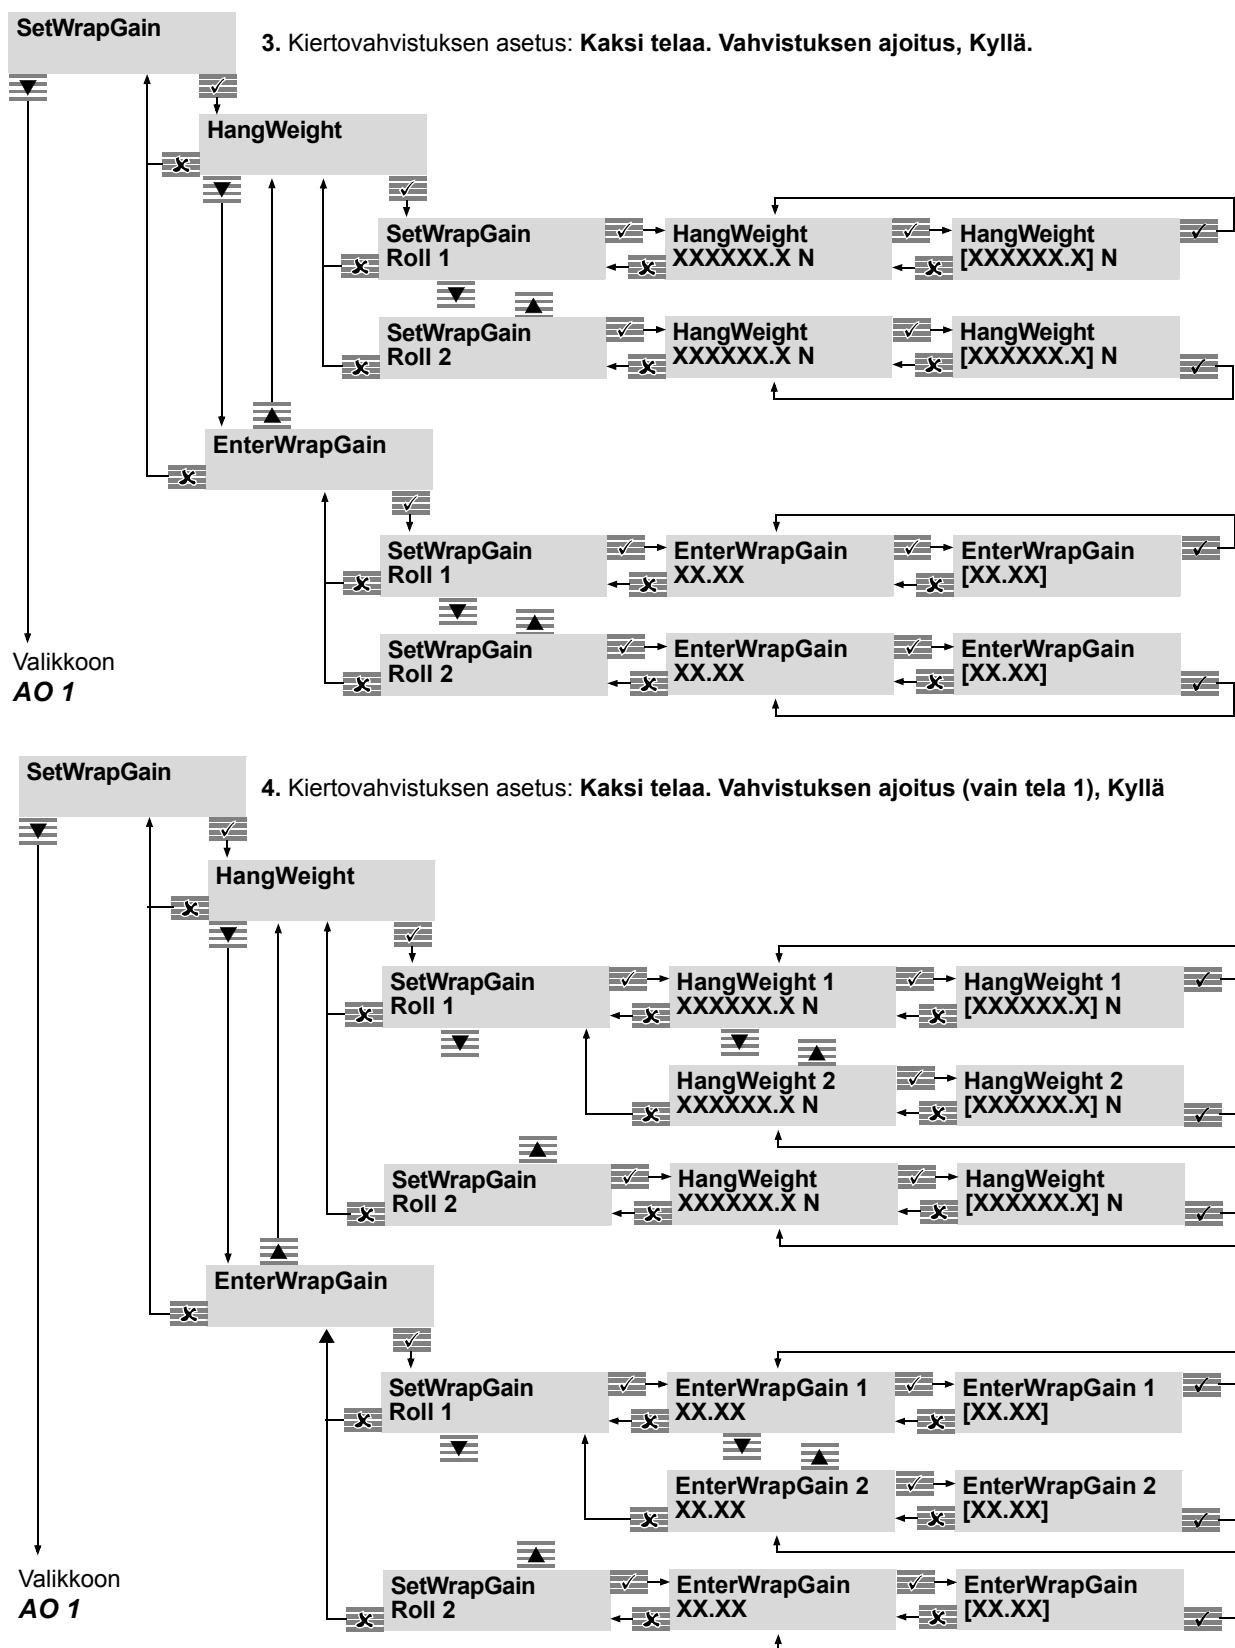 SetWrapGain
3. Kiertovahvistuksen asetus: Kaksi telaa. Vahvistuksen ajoitus, Kyllä.
HangWeight
SetWrapGain
Roll 1
HangWeight
XXXXXX.X N
HangWeight
[XXXXXX.X] N
SetWrapGain
Roll 2
HangWeight
XXXXXX.X N
HangWeight
[XXXXXX.X] N
EnterWrapGain
SetWrapGain
Roll 1
EnterWrapGain
XX.XX
EnterWrapGain
[XX.XX]
SetWrapGain
Roll 2
EnterWrapGain
XX.XX
EnterWrapGain
[XX.XX]
Valikkoon
AO 1
SetWrapGain
4. Kiertovahvistuksen asetus: Kaksi telaa. Vahvistuksen ajoitus (vain tela 1), Kyllä
HangWeight
SetWrapGain
Roll 1
HangWeight 1
XXXXXX.X N
HangWeight 1
[XXXXXX.X] N
HangWeight 2
XXXXXX.X N
HangWeight 2
[XXXXXX.X] N
SetWrapGain
Roll 2
HangWeight
XXXXXX.X N
HangWeight
[XXXXXX.X] N
EnterWrapGain
SetWrapGain
Roll 1
EnterWrapGain 1
XX.XX
EnterWrapGain 1
[XX.XX]
EnterWrapGain 2
XX.XX
EnterWrapGain 2
[XX.XX]
SetWrapGain
Roll 2
EnterWrapGain
XX.XX
EnterWrapGain
[XX.XX]
Valikkoon
AO 1